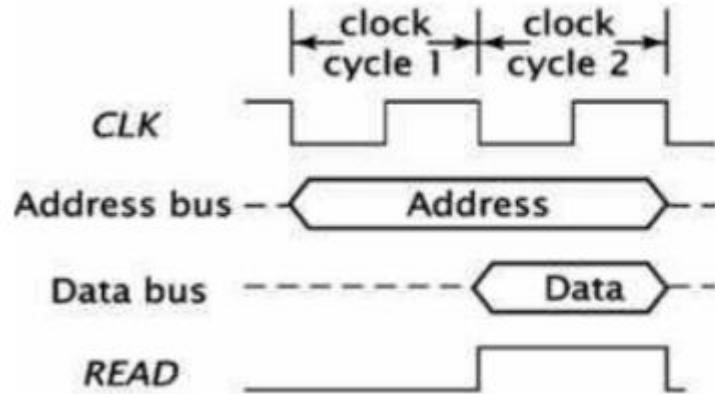 clock clock
cycle 1 cycle 2
CLK
Address bus Address
Data bus Data
READ